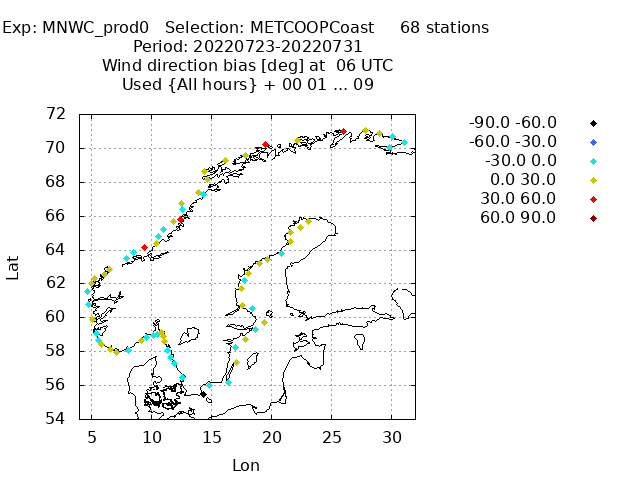 Exp: MNWC_prod0 Selection: METCOOPCoast 68 stations
Period: 20220723-20220731
Wind direction bias [deg] at 06 UTC
Used {All hours} + 00 01 ... 09
-90.0 -60.0
-60.0 -30.0
-30.0 0.0
0.0 30.0
30.0 60.0
60.0 90.0
72
70
68
66
64
62
60
58
56
54
Lat
5 10 15 20 25 30
Lon